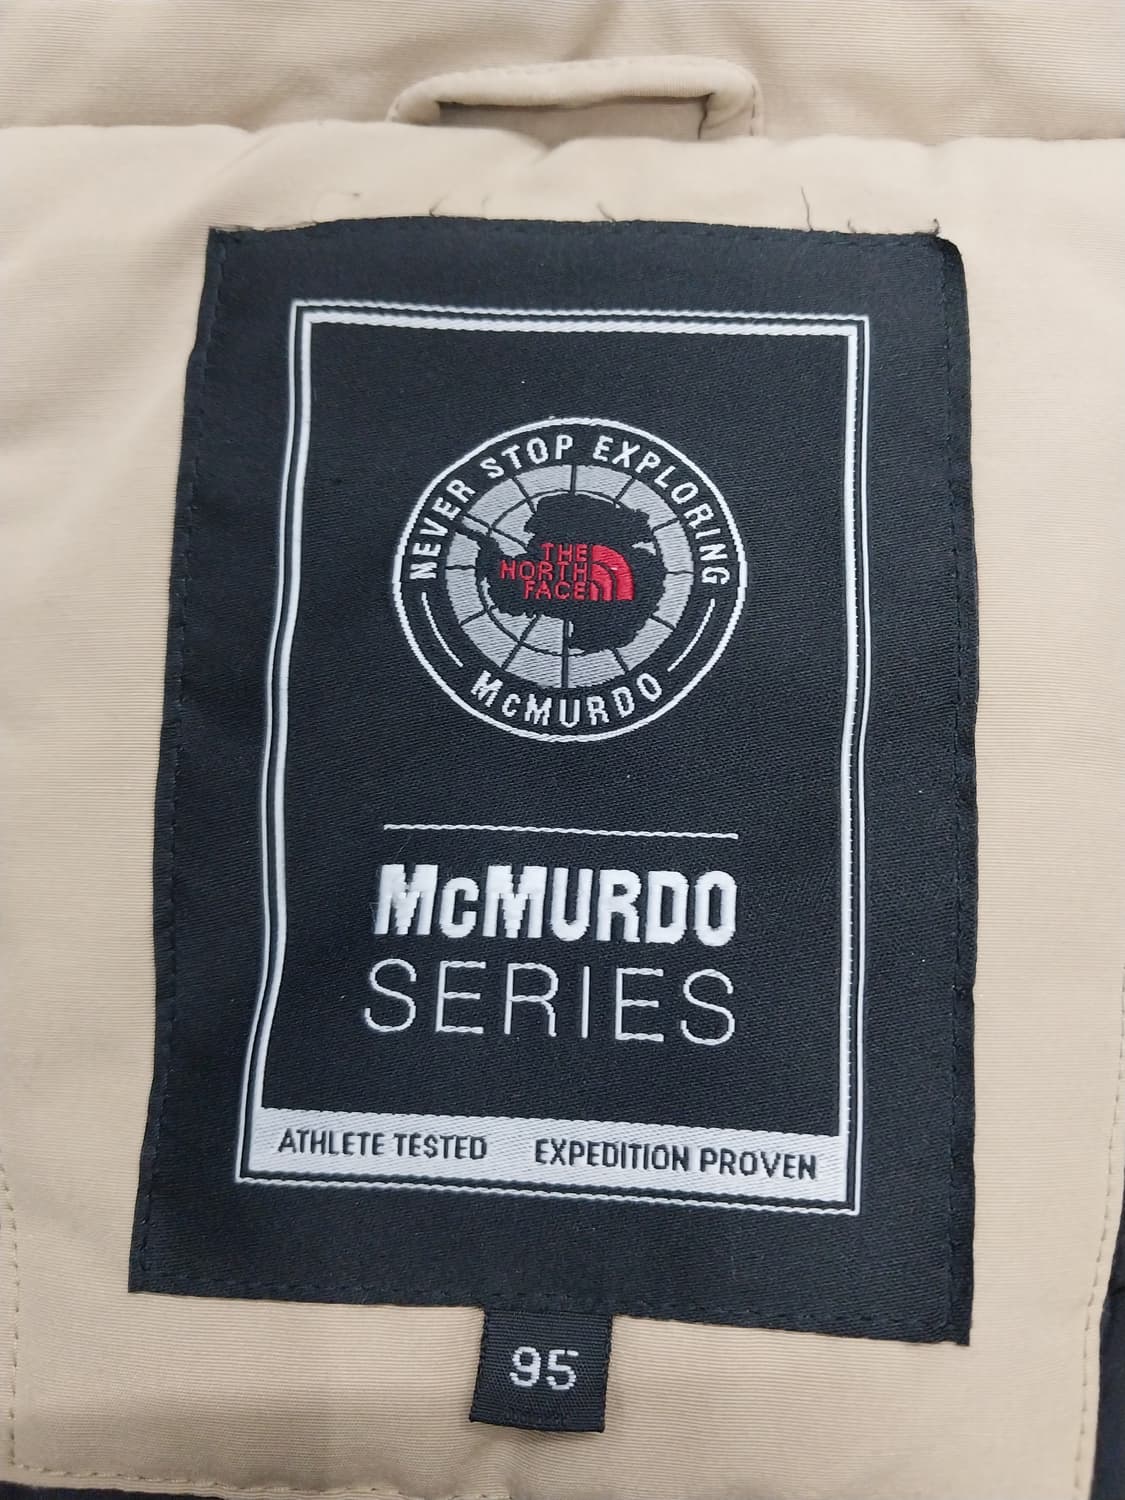 NEVER STOP EXPLORING
THE
NORTH
FACE
McMURDO
McMURDO
SERIES
ATHLETE TESTED EXPEDITION PROVEN
95